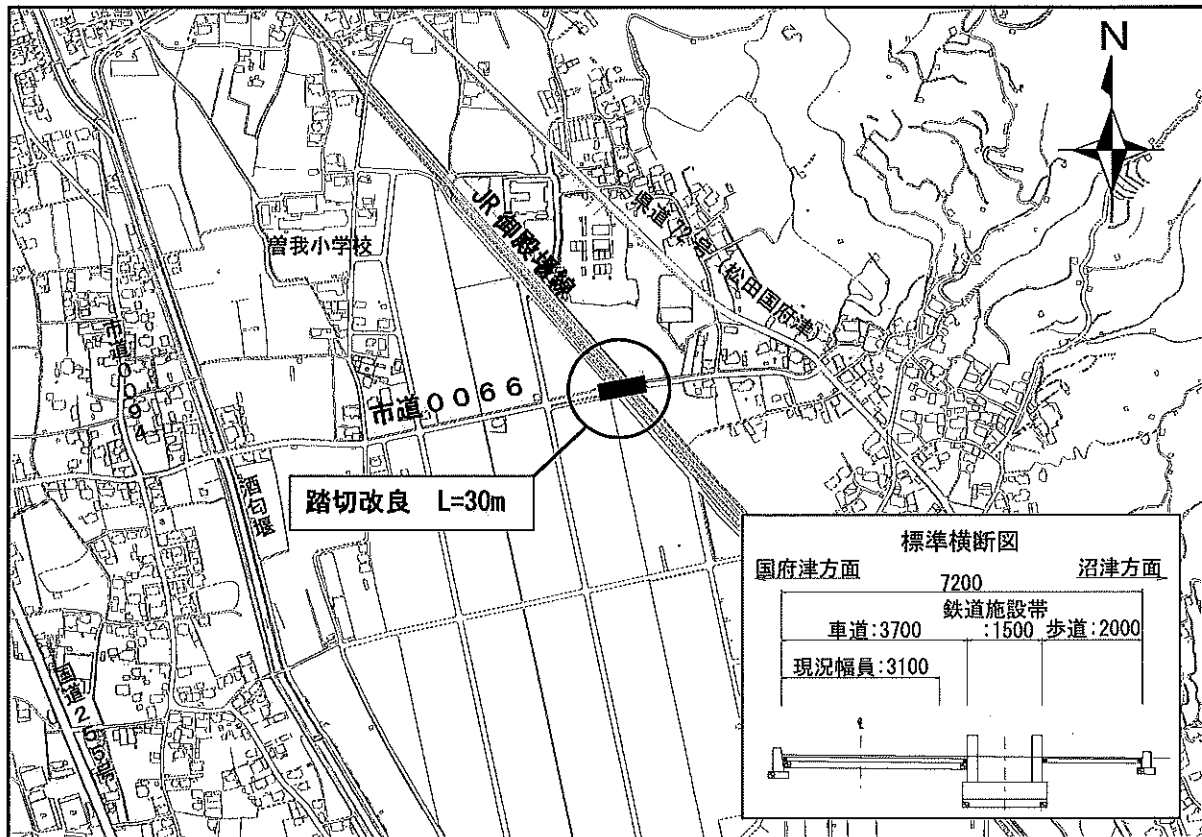 N
JR御殿場線
県道72号(松田国府津)
曽我小学校
市道0094
市道0066
酒匂堰
踏切改良 L=30m
国道255号
標準横断図
国府津方面
沼津方面
7200
鉄道施設帯
車道:3700
:1500
歩道:2000
現況幅員:3100